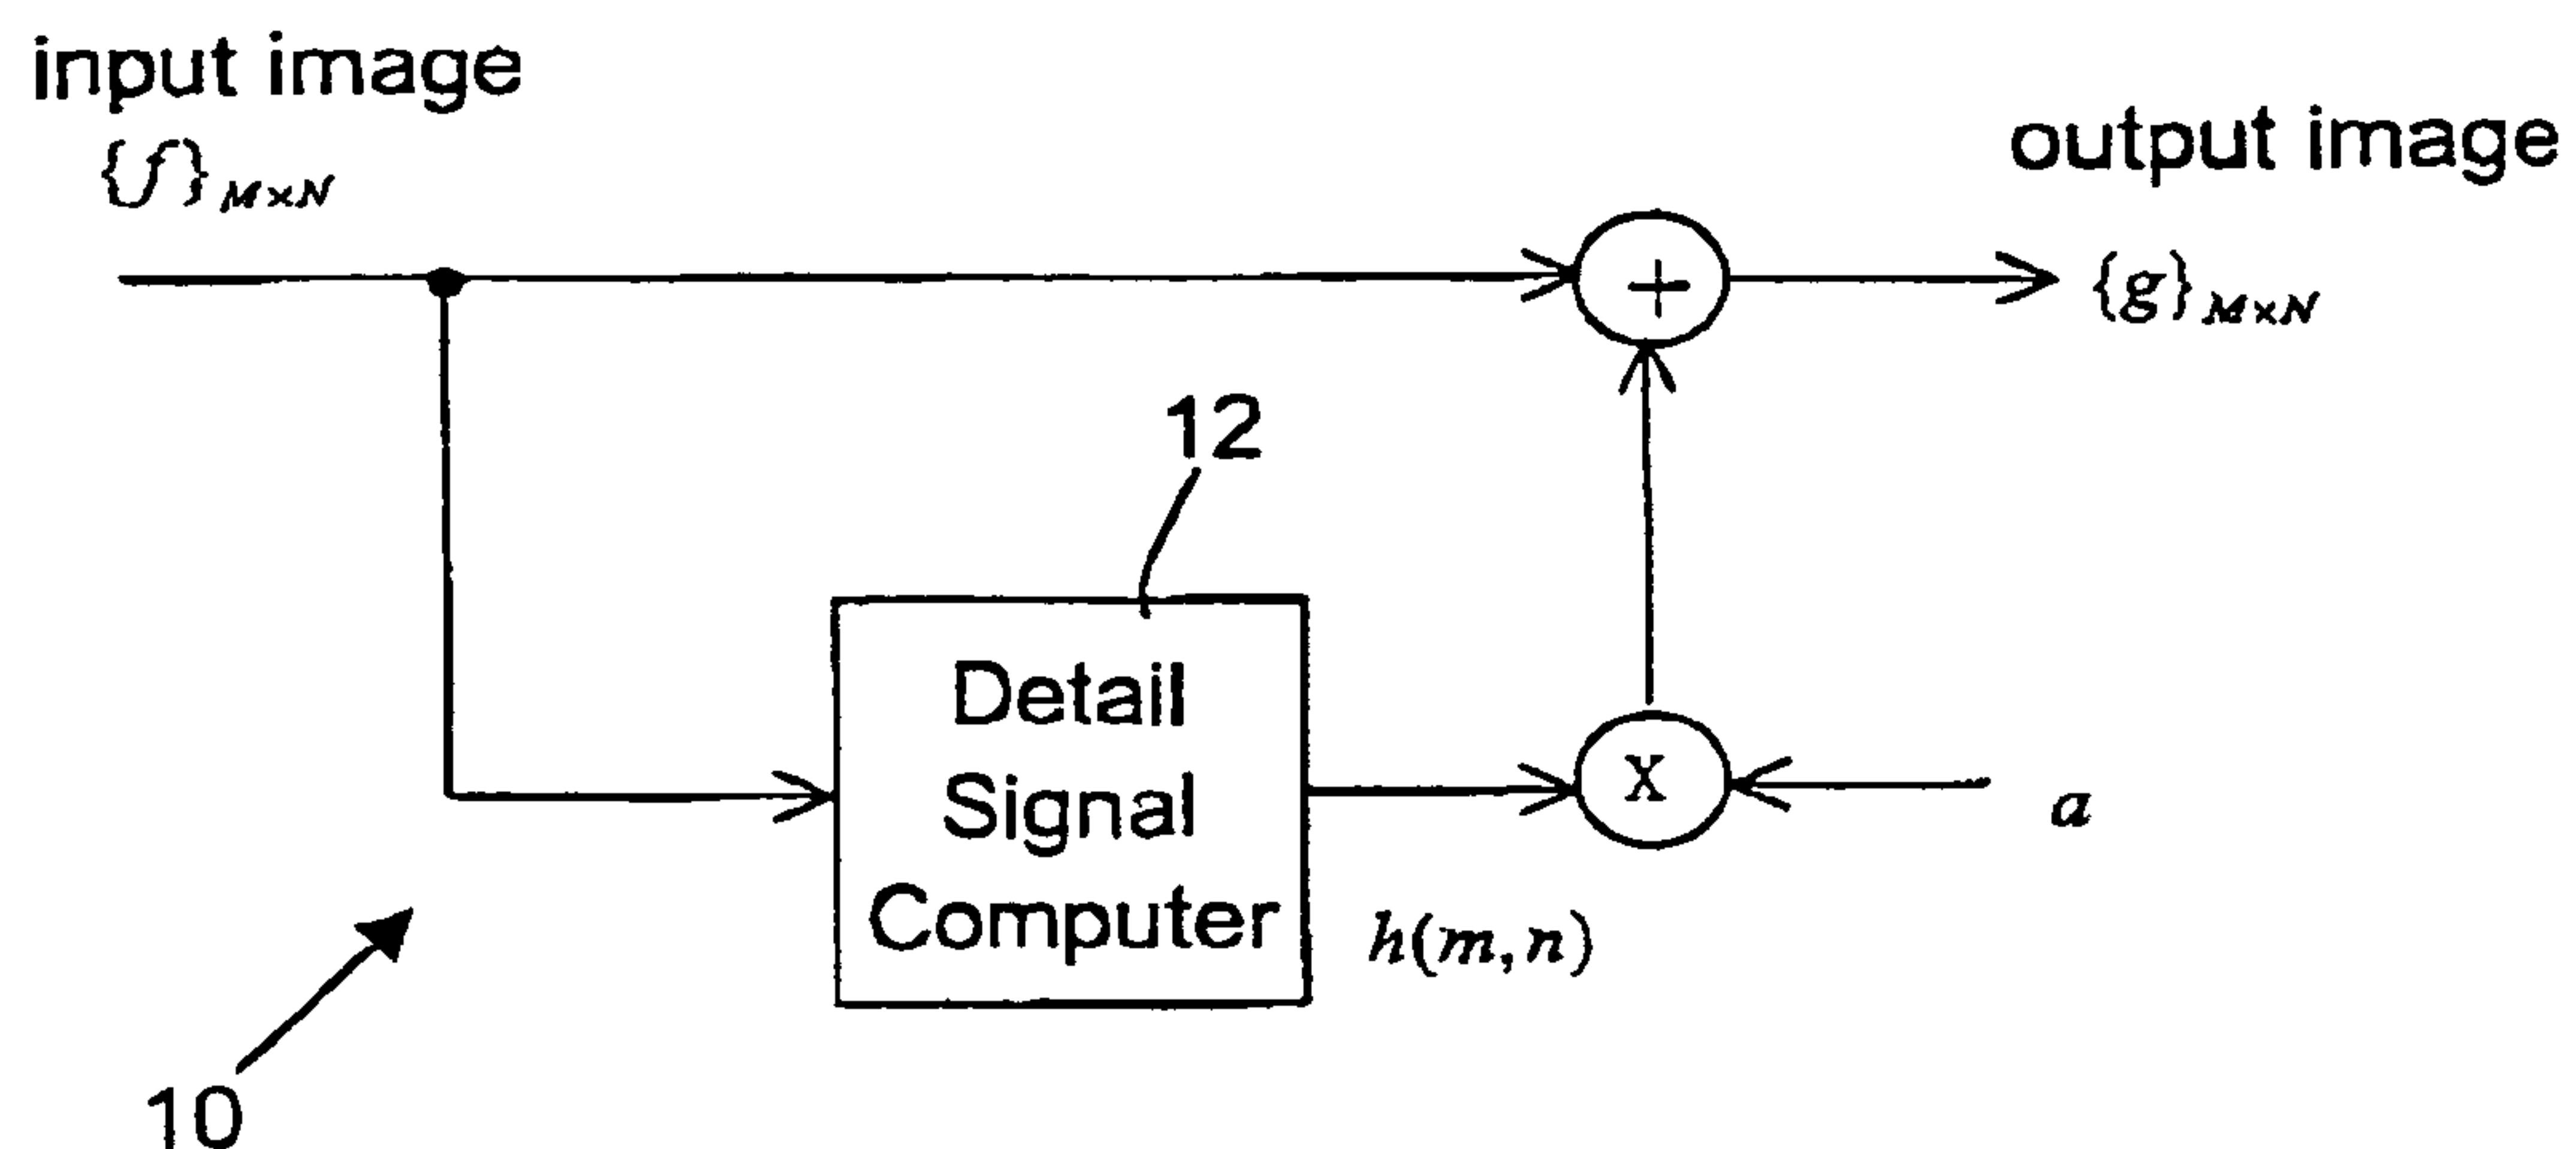 input image
{f}M×N
output image
+
{g}M×N
12
Detail
Signal
Computer
X
a
h(m,n)
10